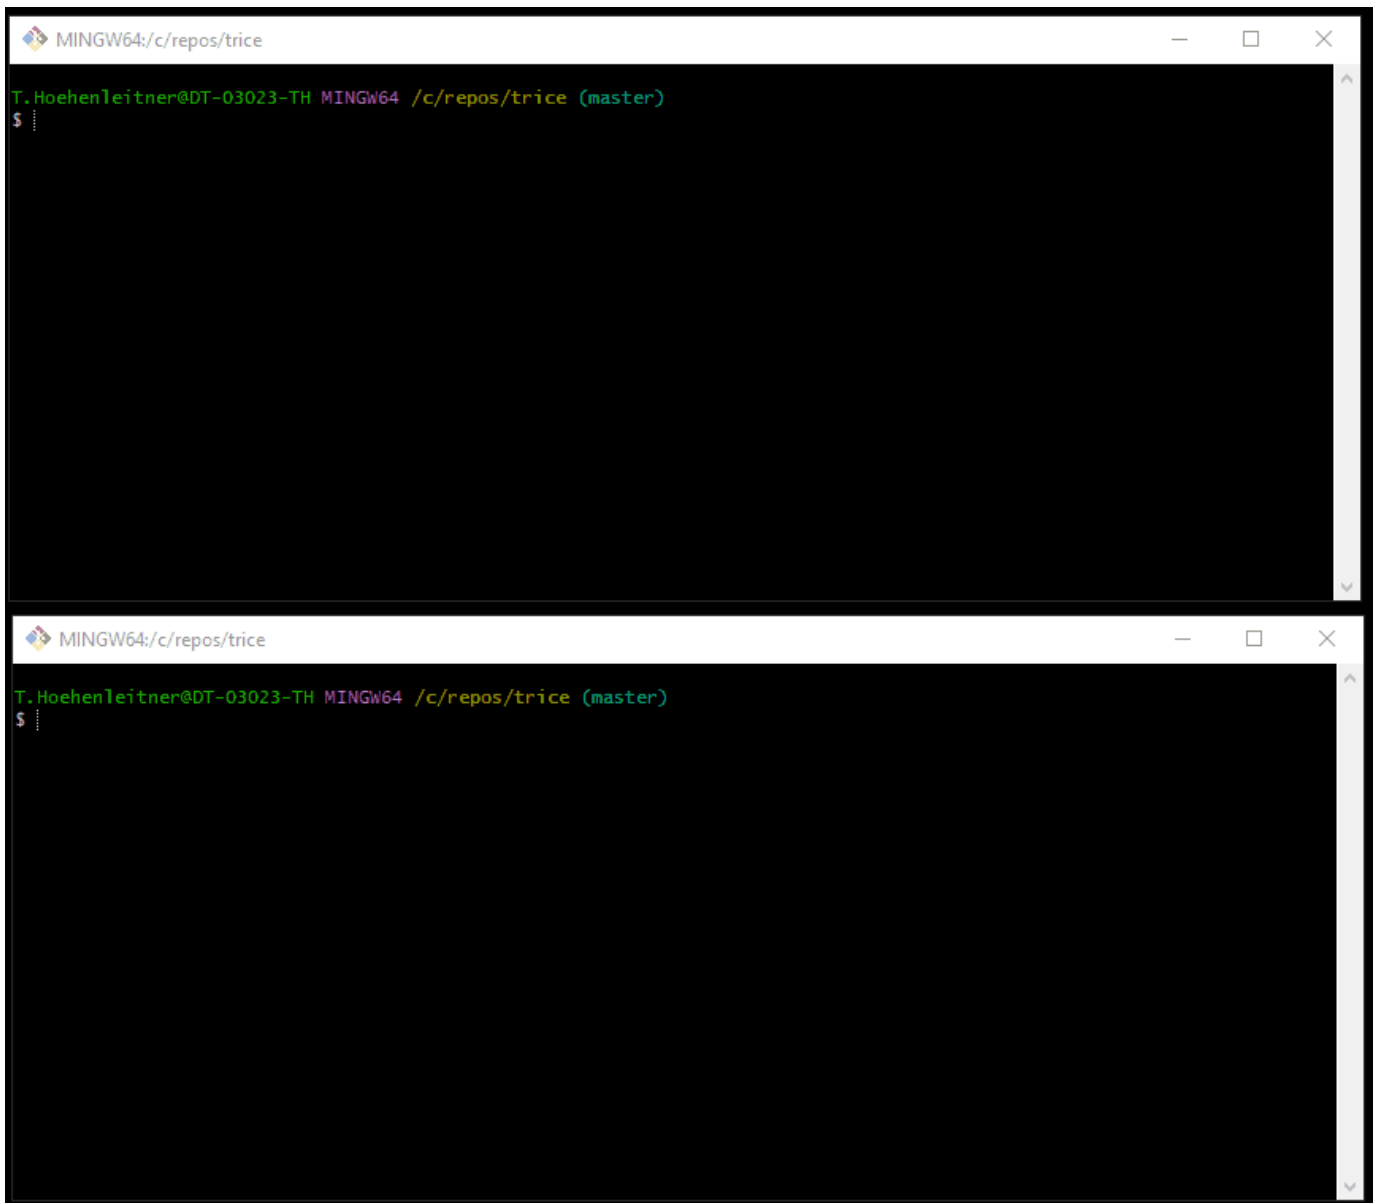 MINGW64:/c/repos/trice
T.Hoehenleitner@DT-03023-TH MINGW64 /c/repos/trice (master)
$
MINGW64:/c/repos/trice
T.Hoehenleitner@DT-03023-TH MINGW64 /c/repos/trice (master)
$